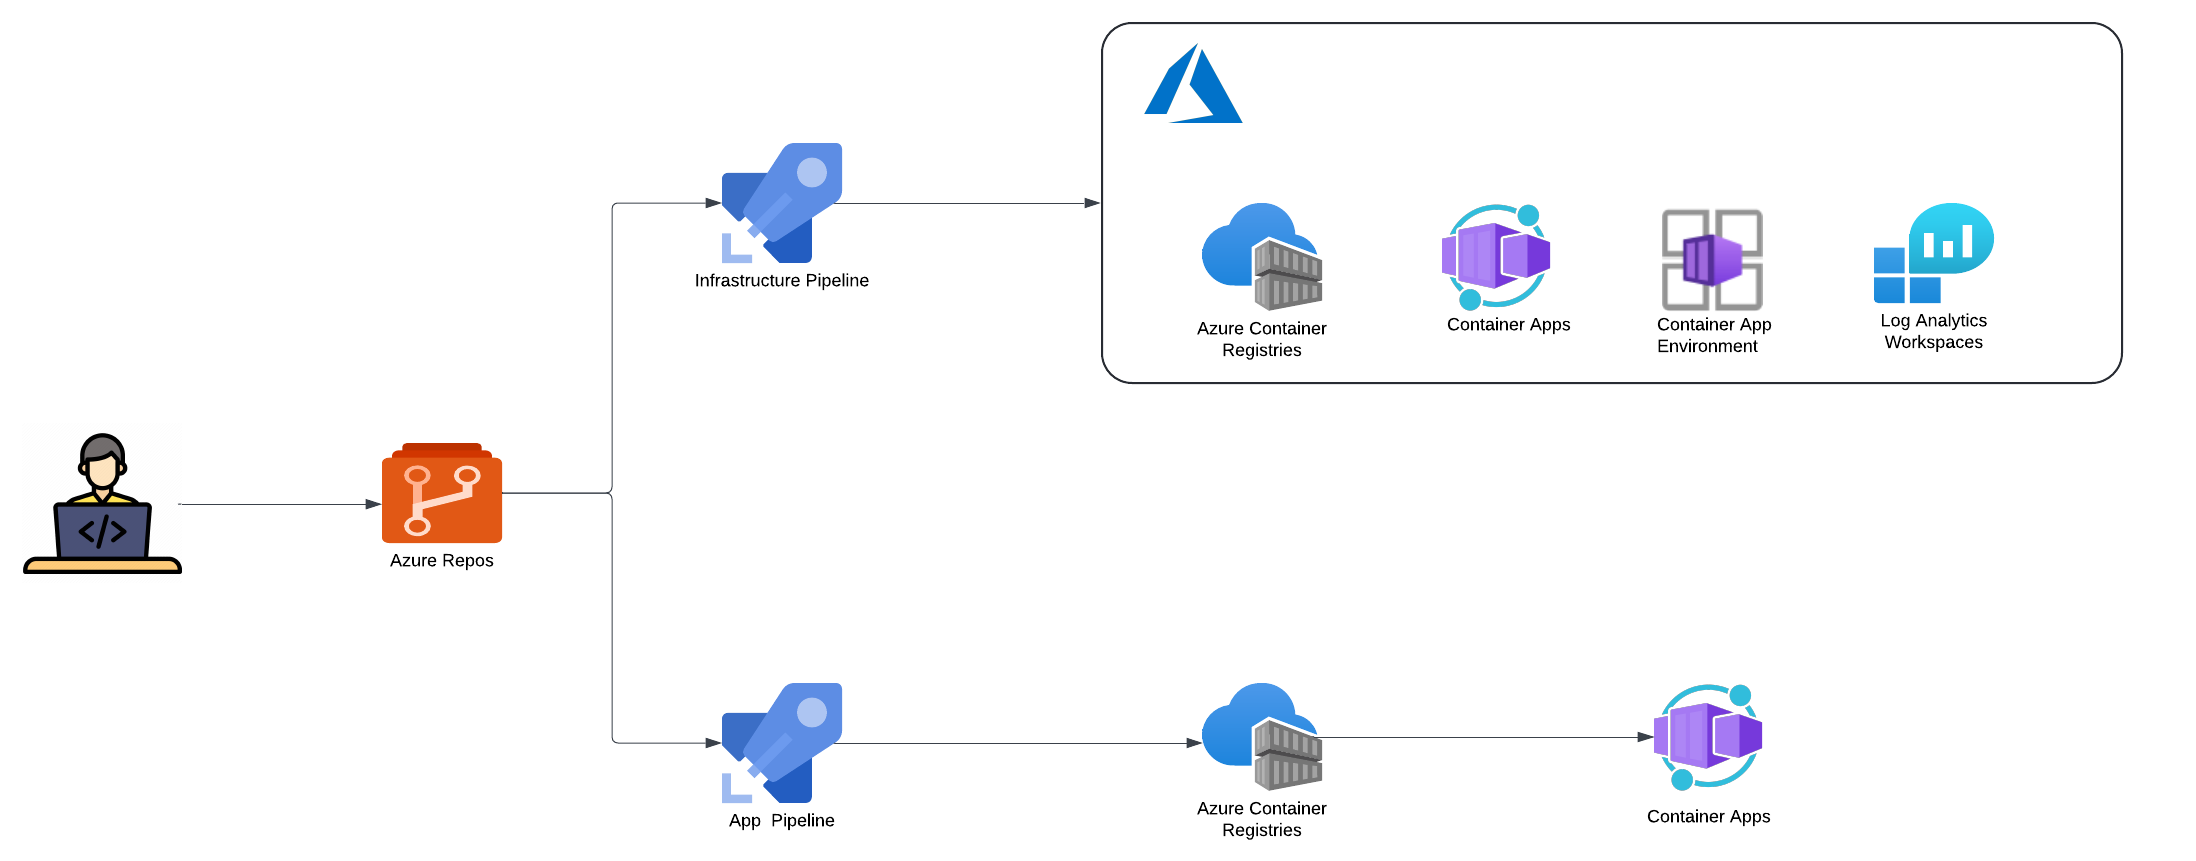 Infrastructure Pipeline
Azure Container
Registries
Container Apps
Container App
Environment
Log Analytics
Workspaces
</>
Azure Repos
App  Pipeline
Azure Container
Registries
Container Apps